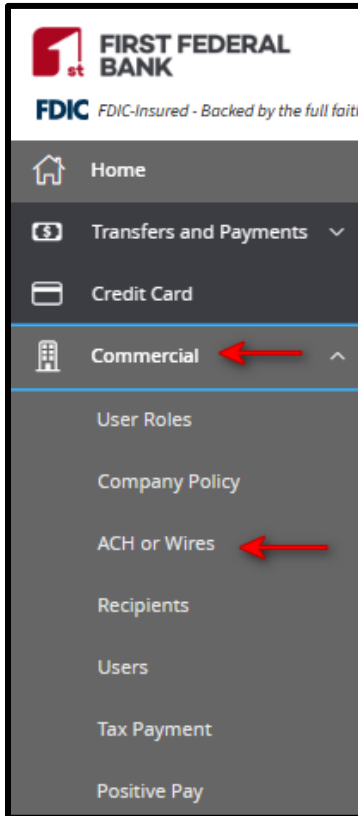 1st
FIRST FEDERAL
BANK
FDIC FDIC-Insured - Backed by the full fait
Home
Transfers and Payments
Credit Card
Commercial
User Roles
Company Policy
ACH or Wires
Recipients
Users
Tax Payment
Positive Pay